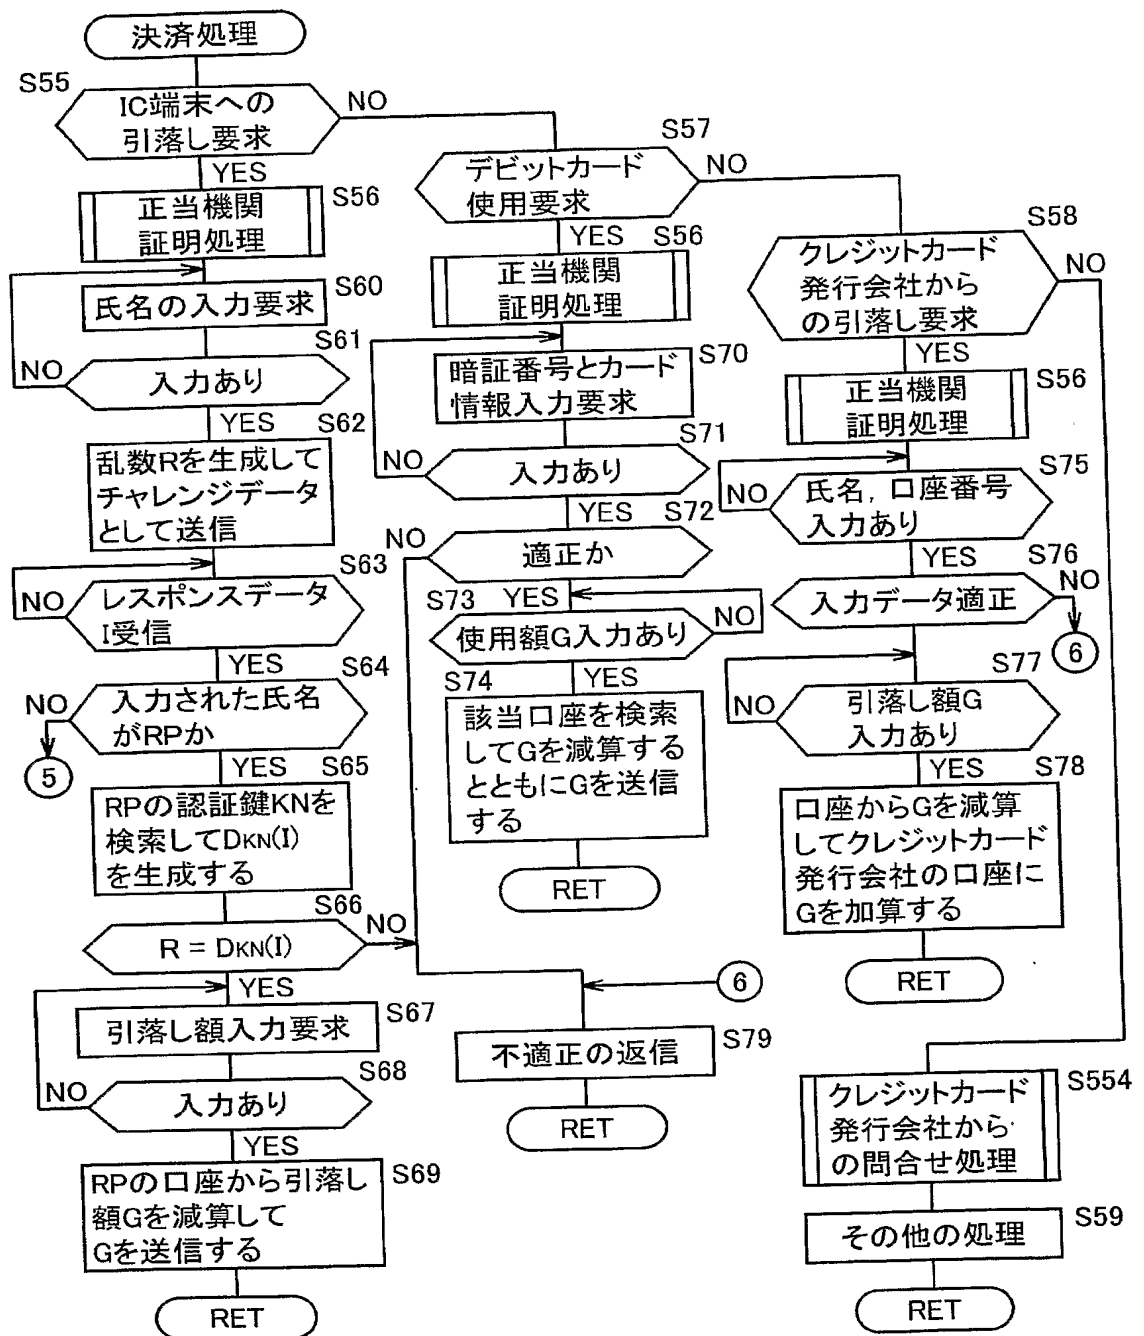 決済処理
S55
IC端末への
引落し要求
NO
YES
正当機関
証明処理
S56
氏名の入力要求
S60
S61
NO
入力あり
YES
S62
乱数Rを生成して
チャレンジデータ
として送信
S63
NO
レスポンスデータ
I受信
YES
S64
NO
入力された氏名
がRPか
5
YES
S65
RPの認証鍵KNを
検索してDKN(I)
を生成する
S66
R = DKN(I)
NO
YES
引落し額入力要求
S67
S68
NO
入力あり
YES
RPの口座から引落し
額Gを減算して
Gを送信する
S69
RET
S57
デビットカード
使用要求
NO
YES
S56
正当機関
証明処理
S70
暗証番号とカード
情報入力要求
S71
NO
入力あり
YES
S72
NO
適正か
S73
YES
使用額G入力あり
NO
S74
YES
該当口座を検索
してGを減算する
とともにGを送信
する
RET
6
不適正の返信
S79
RET
S58
クレジットカード
発行会社から
の引落し要求
NO
YES
S56
正当機関
証明処理
S75
NO
氏名, 口座番号
入力あり
YES
S76
入力データ適正
NO
6
S77
NO
引落し額G
入力あり
YES
S78
口座からGを減算
してクレジットカード
発行会社の口座に
Gを加算する
RET
クレジットカード
発行会社から
の問合せ処理
S554
その他の処理
S59
RET